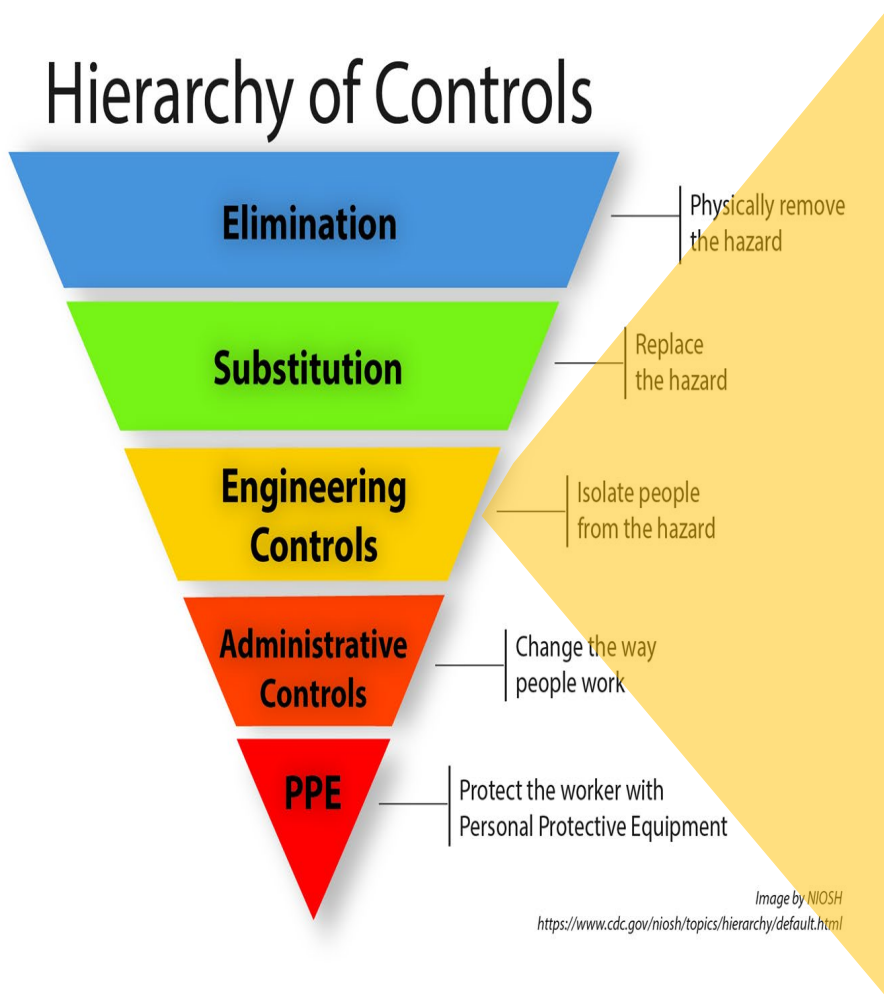 Hierarchy of Controls
Elimination
Physically remove
the hazard
Substitution
Replace
the hazard
Engineering
Controls
Isolate people
from the hazard
Administrative
Controls
Change the way
people work
PPE
Protect the worker with
Personal Protective Equipment
Image by NIOSH
https://www.cdc.gov/niosh/topics/hierarchy/default.html